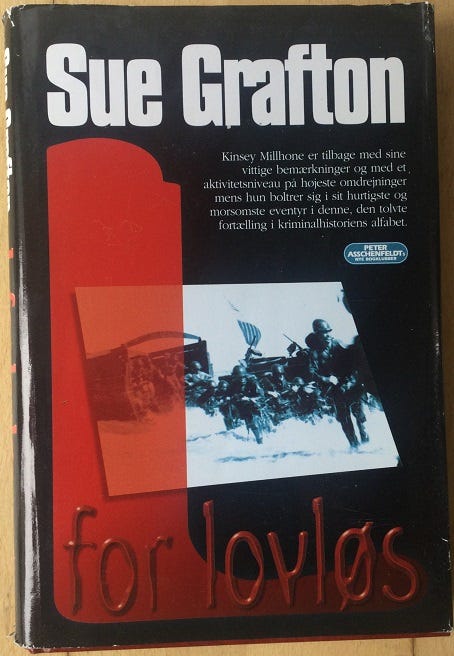 Sue Grafton
Kinsey Millhone er tilbage med sine
vittige bemærkninger og med et
aktivitetsniveau på højeste omdrejninger
mens hun boltrer sig i sit hurtigste og
morsomste eventyr i denne, den tolvte
fortælling i kriminalhistoriens alfabet.
PETER
ASSCHENFELDTs
NYE BOGKLUBBER
l
for lovløs